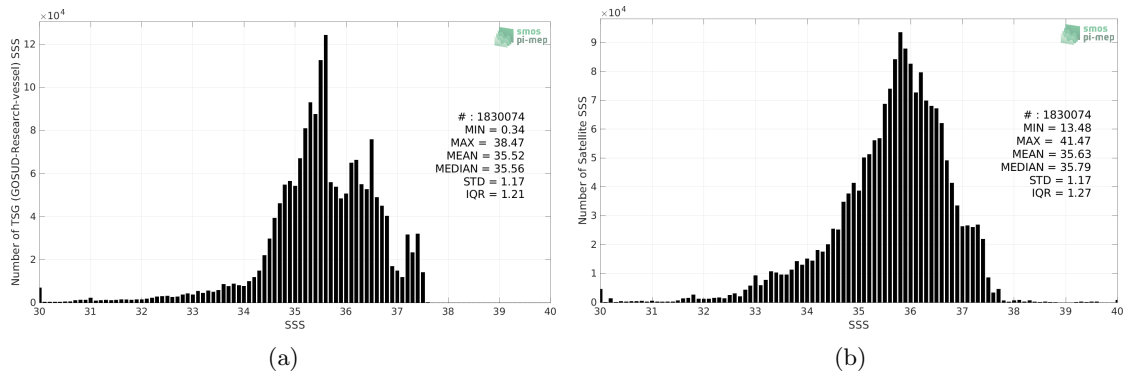 ×10⁴
Number of TSG (GOSUD-Research-vessel) SSS
12
10
8
6
4
2
0
30 31 32 33 34 35 36 37 38 39 40
SSS
smos
pi-mep
# : 1830074
MIN = 0.34
MAX = 38.47
MEAN = 35.52
MEDIAN = 35.56
STD = 1.17
IQR = 1.21
(a)
×10⁴
Number of Satellite SSS
9
8
7
6
5
4
3
2
1
0
30 31 32 33 34 35 36 37 38 39 40
SSS
smos
pi-mep
# : 1830074
MIN = 13.48
MAX = 41.47
MEAN = 35.63
MEDIAN = 35.79
STD = 1.17
IQR = 1.27
(b)